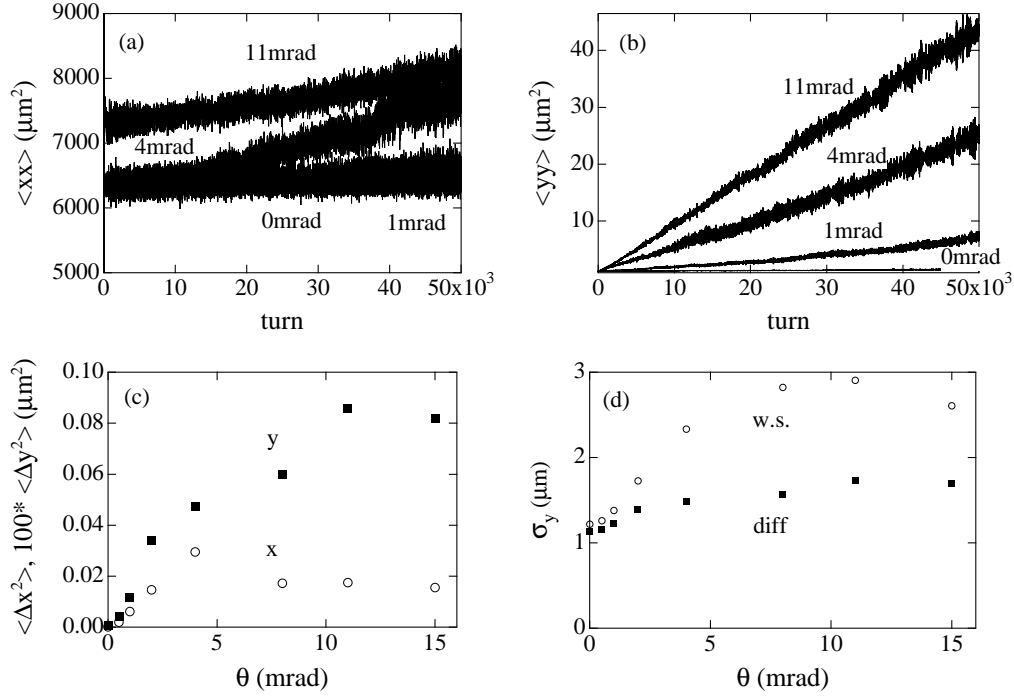 9000
8000
7000
6000
5000
<xx> (μm²)
(a)
11mrad
4mrad
0mrad
1mrad
0
10
20
30
40
50x10³
turn
40
30
20
10
<yy> (μm²)
(b)
11mrad
4mrad
1mrad
0mrad
0
10
20
30
40
50x10³
turn
0.10
0.08
0.06
0.04
0.02
0.00
<Δx²>, 100* <Δy²> (μm²)
(c)
y
x
0
5
10
15
θ (mrad)
3
2
1
0
σ_y (μm)
(d)
w.s.
diff
0
5
10
15
θ (mrad)